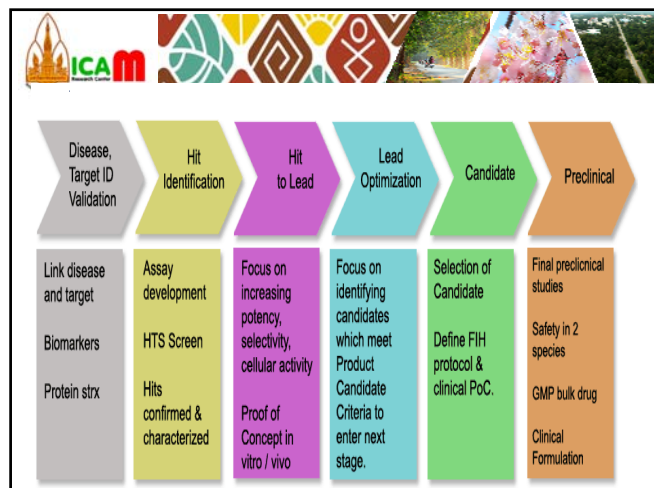 ICAM
Research Center
Disease,
Target ID
Validation
Hit
Identification
Hit
to Lead
Lead
Optimization
Candidate
Preclinical
Link disease
and target
Biomarkers
Protein strx
Assay
development
HTS Screen
Hits
confirmed &
characterized
Focus on
increasing
potency,
selectivity,
cellular activity
Proof of
Concept in
vitro / vivo
Focus on
identifying
candidates
which meet
Product
Candidate
Criteria to
enter next
stage.
Selection of
Candidate
Define FIH
protocol &
clinical PoC.
Final preclicnical
studies
Safety in 2
species
GMP bulk drug
Clinical
Formulation